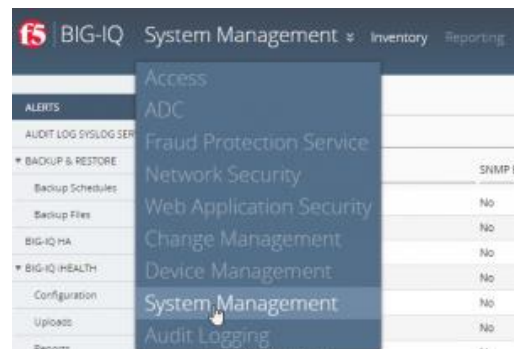 f5 BIG-IQ System Management Inventory Reporting
Access
ALERTS
ADC
AUDIT LOG SYSLOG SER
Fraud Protection Service
BACKUP & RESTORE
Network Security
SNMP
Backup Schedules
Web Application Security
No
Backup Files
No
BIG-IQ HA
Change Management
No
BIG-IQ iHEALTH
Device Management
No
Configuration
System Management
No
Uploads
No
Reports
Audit Logging